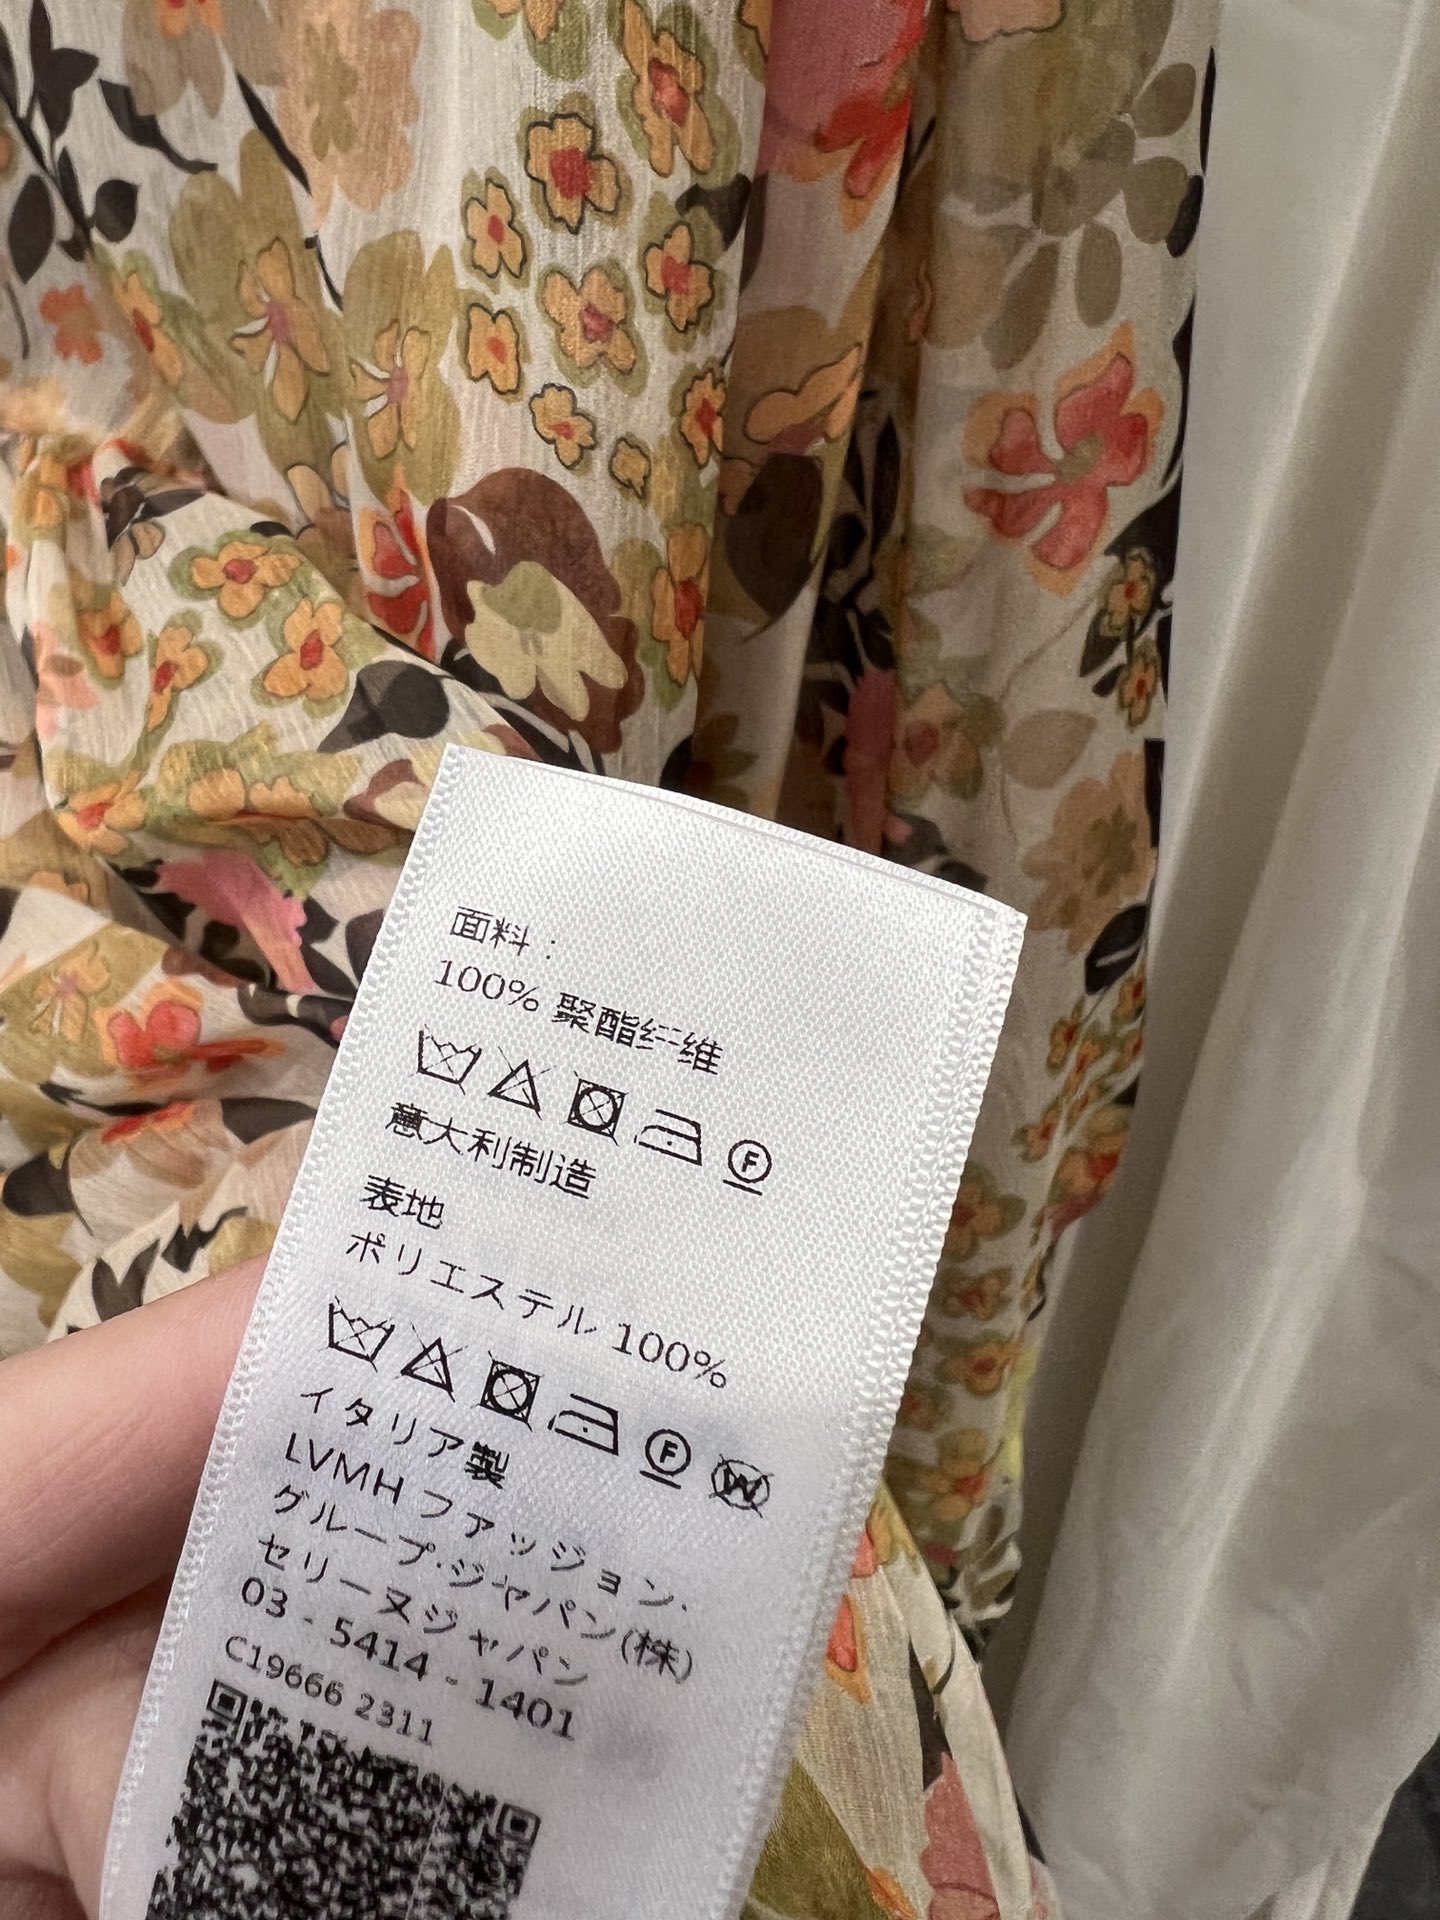 面料：
100% 聚酯纤维
F
意大利制造
表地
ポリエステル 100%
F W
イタリア製
LVMH ファッション・
グループ・ジャパン(株)
セリーヌジャパン
03 - 5414 - 1401
C19666 2311